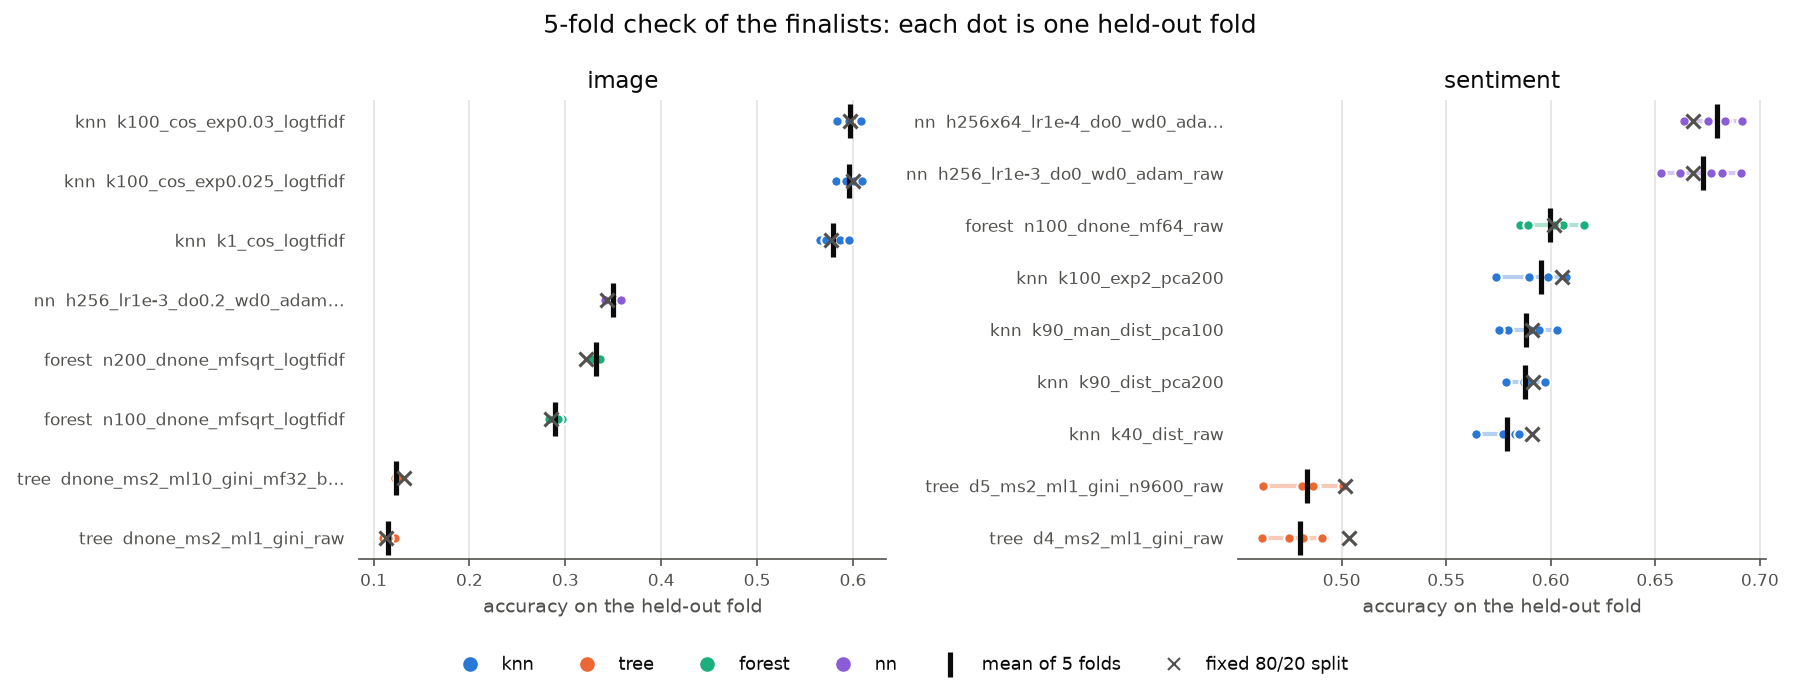 5-fold check of the finalists: each dot is one held-out fold
image
knn k100_cos_exp0.03_logtfidf
knn k100_cos_exp0.025_logtfidf
knn k1_cos_logtfidf
nn h256_lr1e-3_do0.2_wd0_adam…
forest n200_dnone_mfsqrt_logtfidf
forest n100_dnone_mfsqrt_logtfidf
tree dnone_ms2_ml10_gini_mf32_b…
tree dnone_ms2_ml1_gini_raw
0.1 0.2 0.3 0.4 0.5 0.6
accuracy on the held-out fold
sentiment
nn h256x64_lr1e-4_do0_wd0_ada…
nn h256_lr1e-3_do0_wd0_adam_raw
forest n100_dnone_mf64_raw
knn k100_exp2_pca200
knn k90_man_dist_pca100
knn k90_dist_pca200
knn k40_dist_raw
tree d5_ms2_ml1_gini_n9600_raw
tree d4_ms2_ml1_gini_raw
0.50 0.55 0.60 0.65 0.70
accuracy on the held-out fold
knn tree forest nn mean of 5 folds fixed 80/20 split